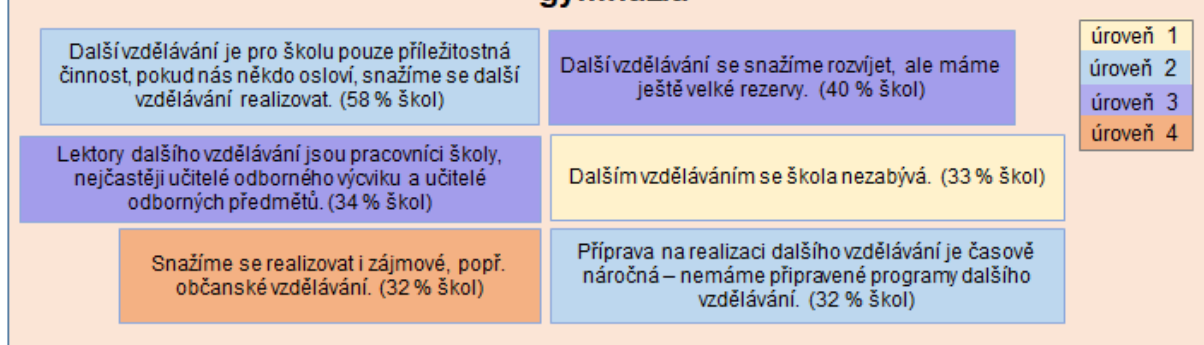 gymnázia
Další vzdělávání je pro školu pouze příležitostná
činnost, pokud nás někdo osloví, snažíme se další
vzdělávání realizovat. (58 % škol)
Další vzdělávání se snažíme rozvíjet, ale máme
ještě velké rezervy. (40 % škol)
Lektory dalšího vzdělávání jsou pracovníci školy,
nejčastěji učitelé odborného výcviku a učitelé
odborných předmětů. (34 % škol)
Dalším vzděláváním se škola nezabývá. (33 % škol)
Snažíme se realizovat i zájmové, popř.
občanské vzdělávání. (32 % škol)
Příprava na realizaci dalšího vzdělávání je časově
náročná – nemáme připravené programy dalšího
vzdělávání. (32 % škol)
úroveň 1
úroveň 2
úroveň 3
úroveň 4